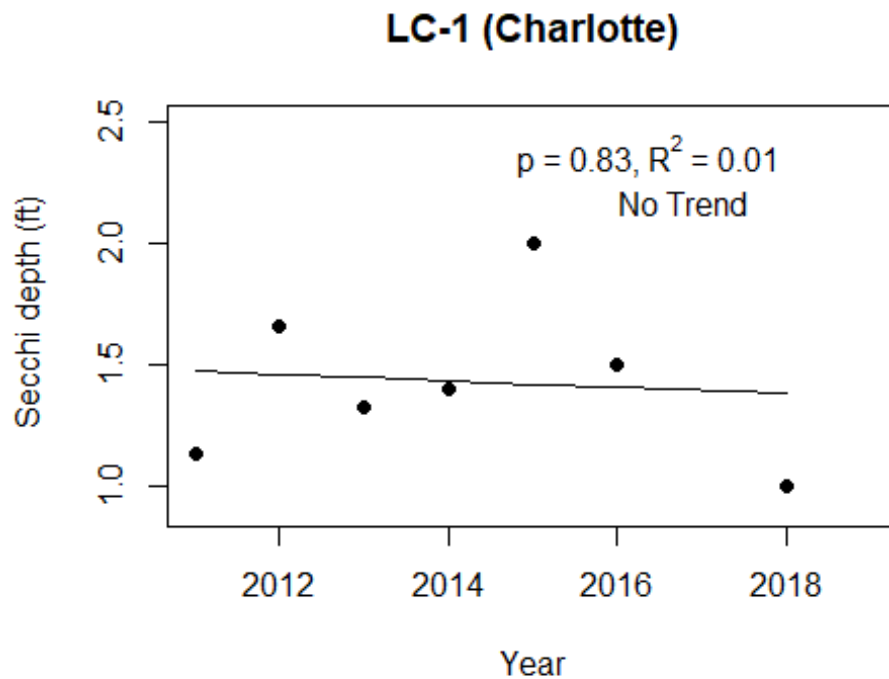 LC-1 (Charlotte)
p = 0.83, R² = 0.01
No Trend
Secchi depth (ft)
2.5
2.0
1.5
1.0
2012 2014 2016 2018
Year